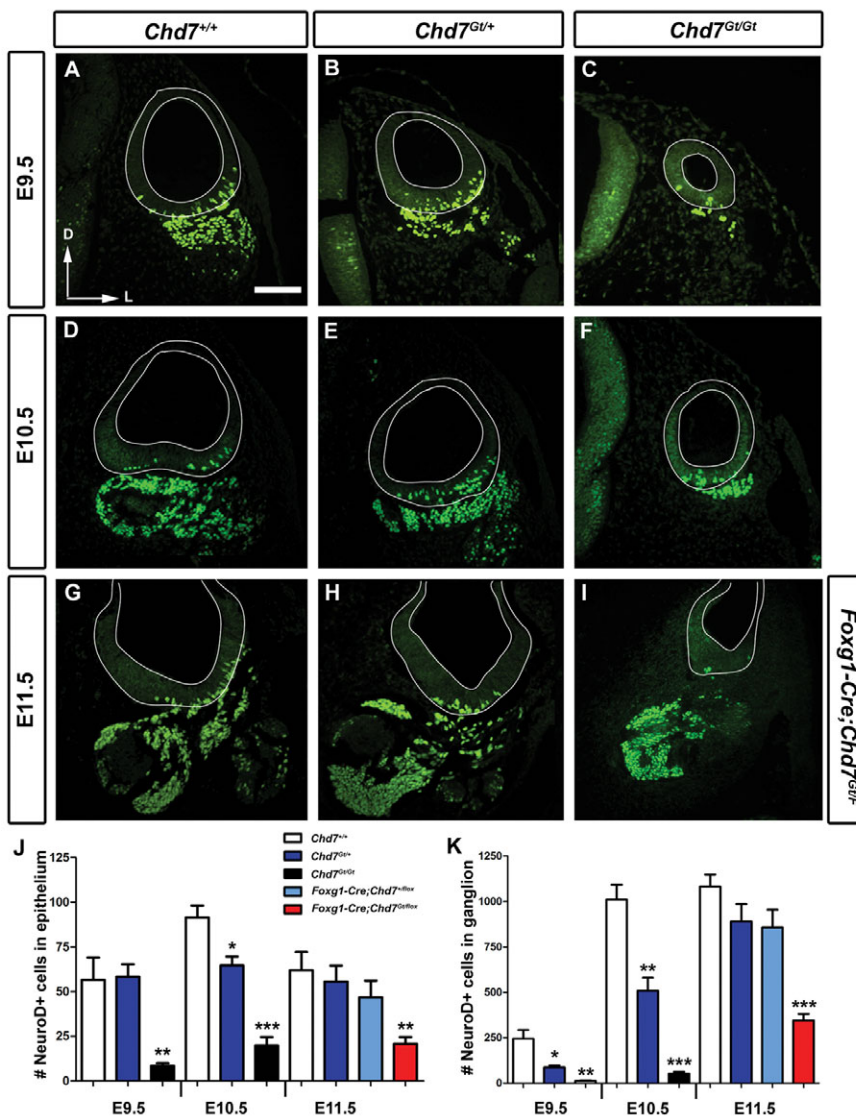 Chd7+/+
Chd7Gt/+
Chd7Gt/Gt
E9.5
A
B
C
D
L
E10.5
D
E
F
E11.5
G
H
I
Foxg1-Cre;Chd7Gt/f
J
# NeuroD+ cells in epithelium
125
100
75
50
25
0
**
*
***
**
E9.5
E10.5
E11.5
Chd7+/+
Chd7Gt/+
Chd7Gt/Gt
Foxg1-Cre;Chd7+/flox
Foxg1-Cre;Chd7Gt/flox
K
# NeuroD+ cells in ganglion
1250
1000
750
500
250
0
*
**
**
***
***
E9.5
E10.5
E11.5